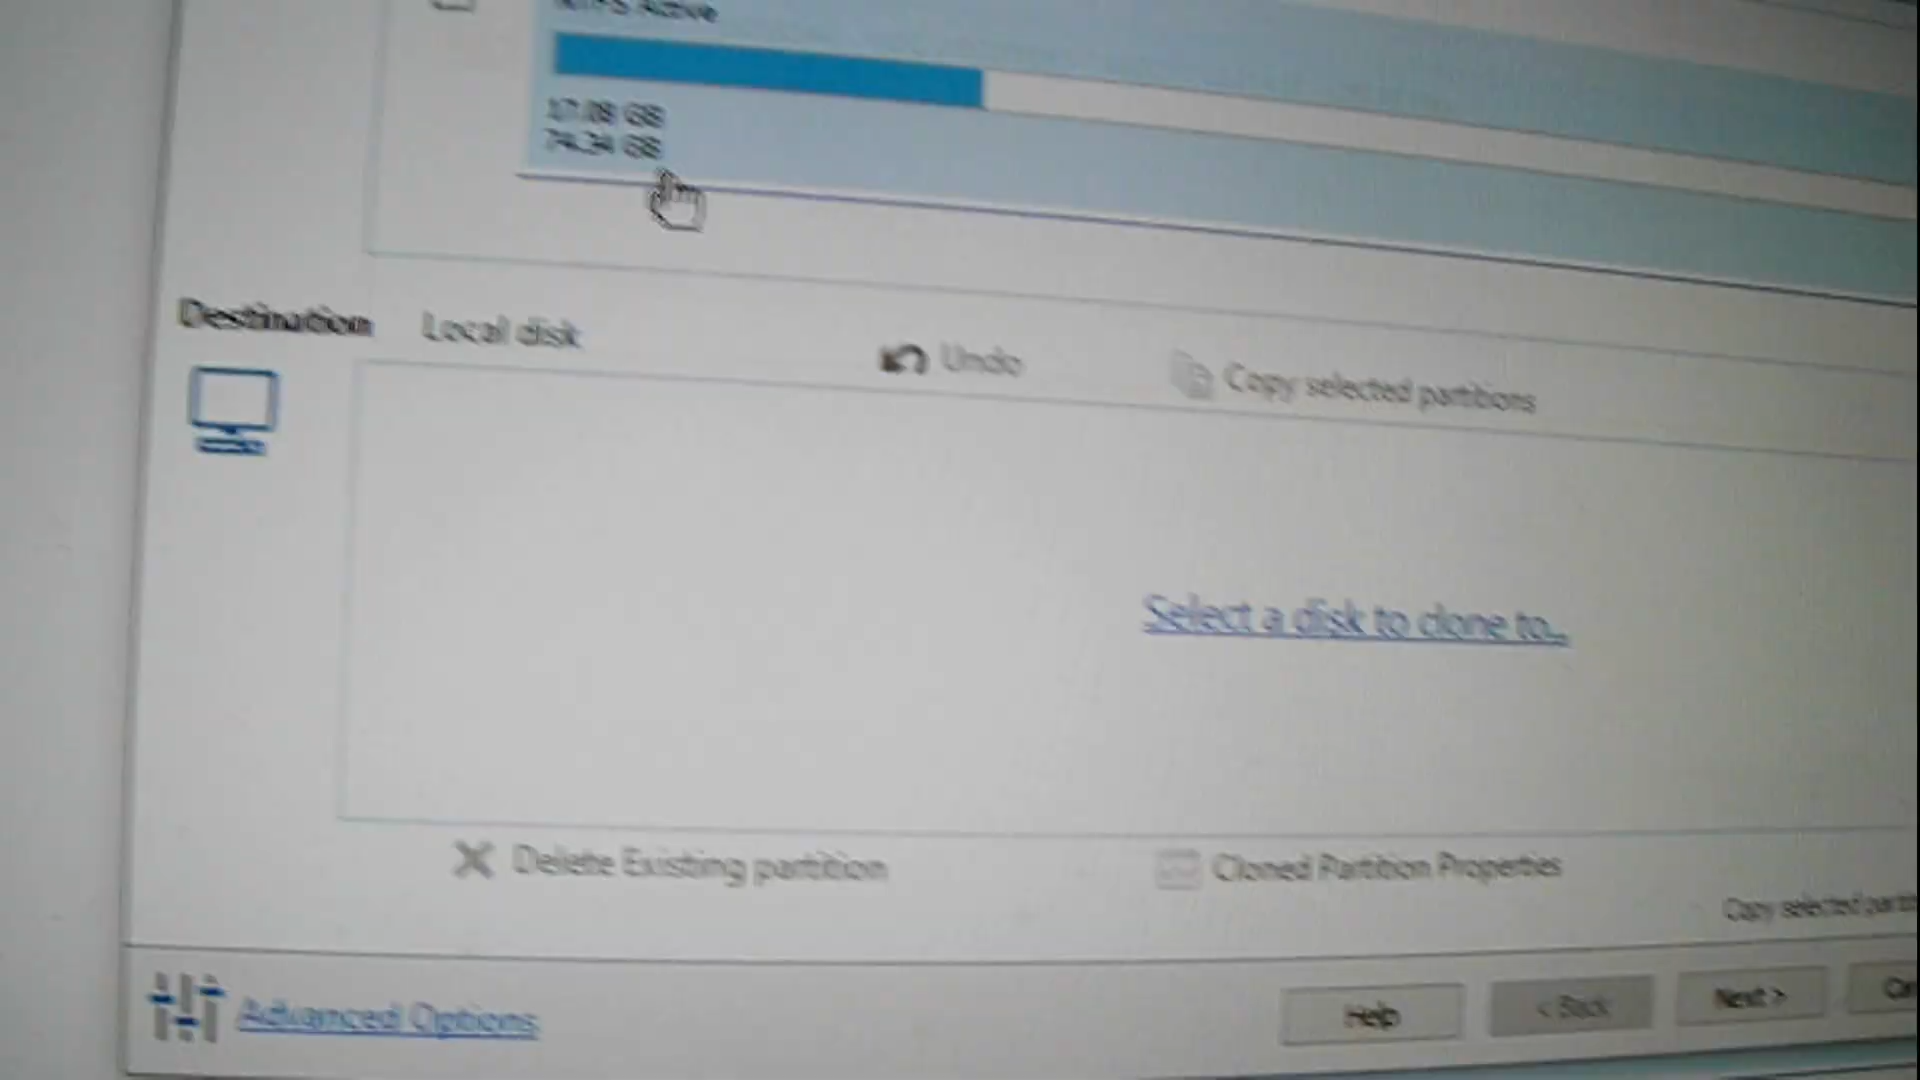 NTFS Active
17.08 GB
74.34 GB
Destination
Local disk
Undo
Copy selected partitions
Select a disk to clone to...
Delete Existing partition
Cloned Partition Properties
Copy selected
Advanced Options
Help
< Back
Next >